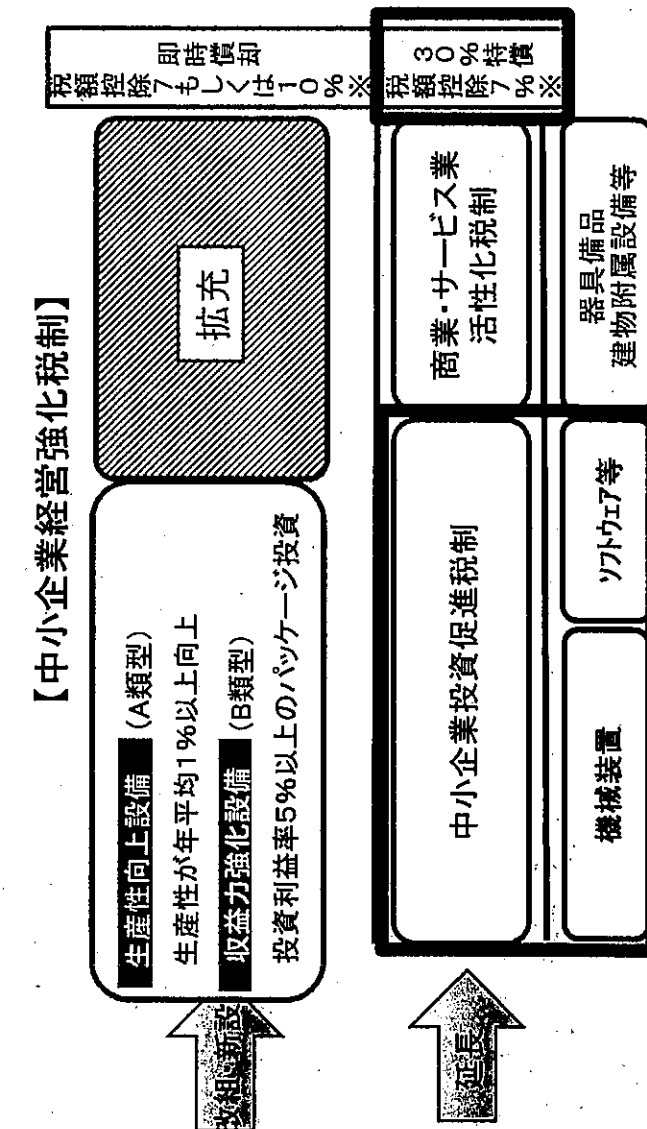 【中小企業経営強化税制】
改組・新設
生産性向上設備(A類型)
生産性が年平均1%以上向上
収益力強化設備(B類型)
投資利益率5%以上のパッケージ投資
拡充
即時償却
税額控除7もしくは10%※
延長
中小企業投資促進税制
商業・サービス業
活性化税制
30%特償
税額控除7%※
機械装置
ソフトウェア等
器具備品
建物附属設備等